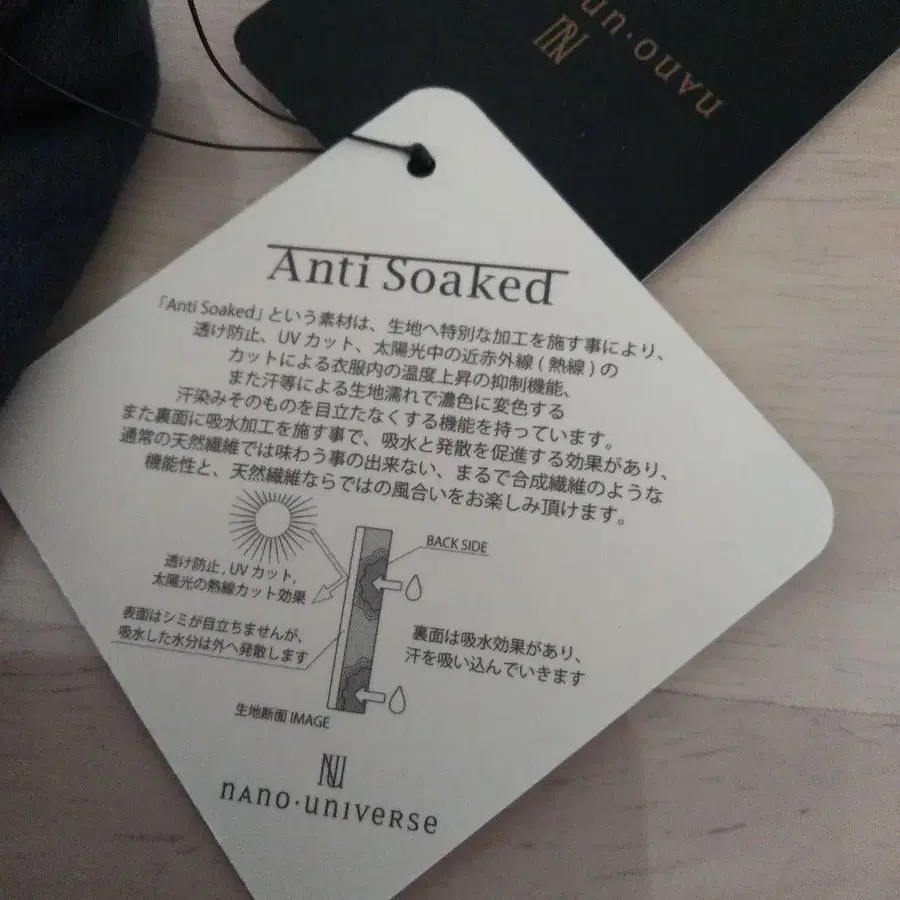 nano·un
Anti Soaked
「Anti Soaked」という素材は、生地へ特別な加工を施す事により、
透け防止、UVカット、太陽光中の近赤外線(熱線)の
カットによる衣服内の温度上昇の抑制機能、
また汗等による生地濡れで濃色に変色する
汗染みそのものを目立たなくする機能を持っています。
また裏面に吸水加工を施す事で、吸水と発散を促進する効果があり、
通常の天然繊維では味わう事の出来ない、まるで合成繊維のような
機能性と、天然繊維ならではの風合いをお楽しみ頂けます。
BACK SIDE
透け防止,UVカット,
太陽光の熱線カット効果
表面はシミが目立ちませんが、
吸水した水分は外へ発散します
裏面は吸水効果があり、
汗を吸い込んでいきます
生地断面IMAGE
nano·universe